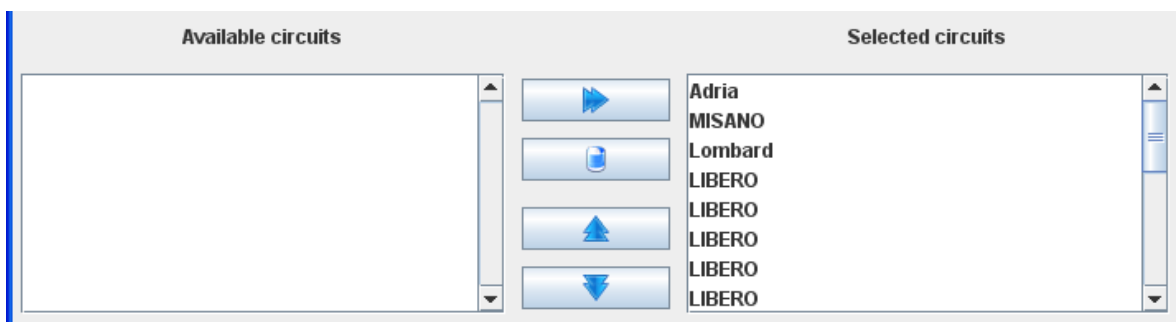 Available circuits
Selected circuits
Adria
MISANO
Lombard
LIBERO
LIBERO
LIBERO
LIBERO
LIBERO